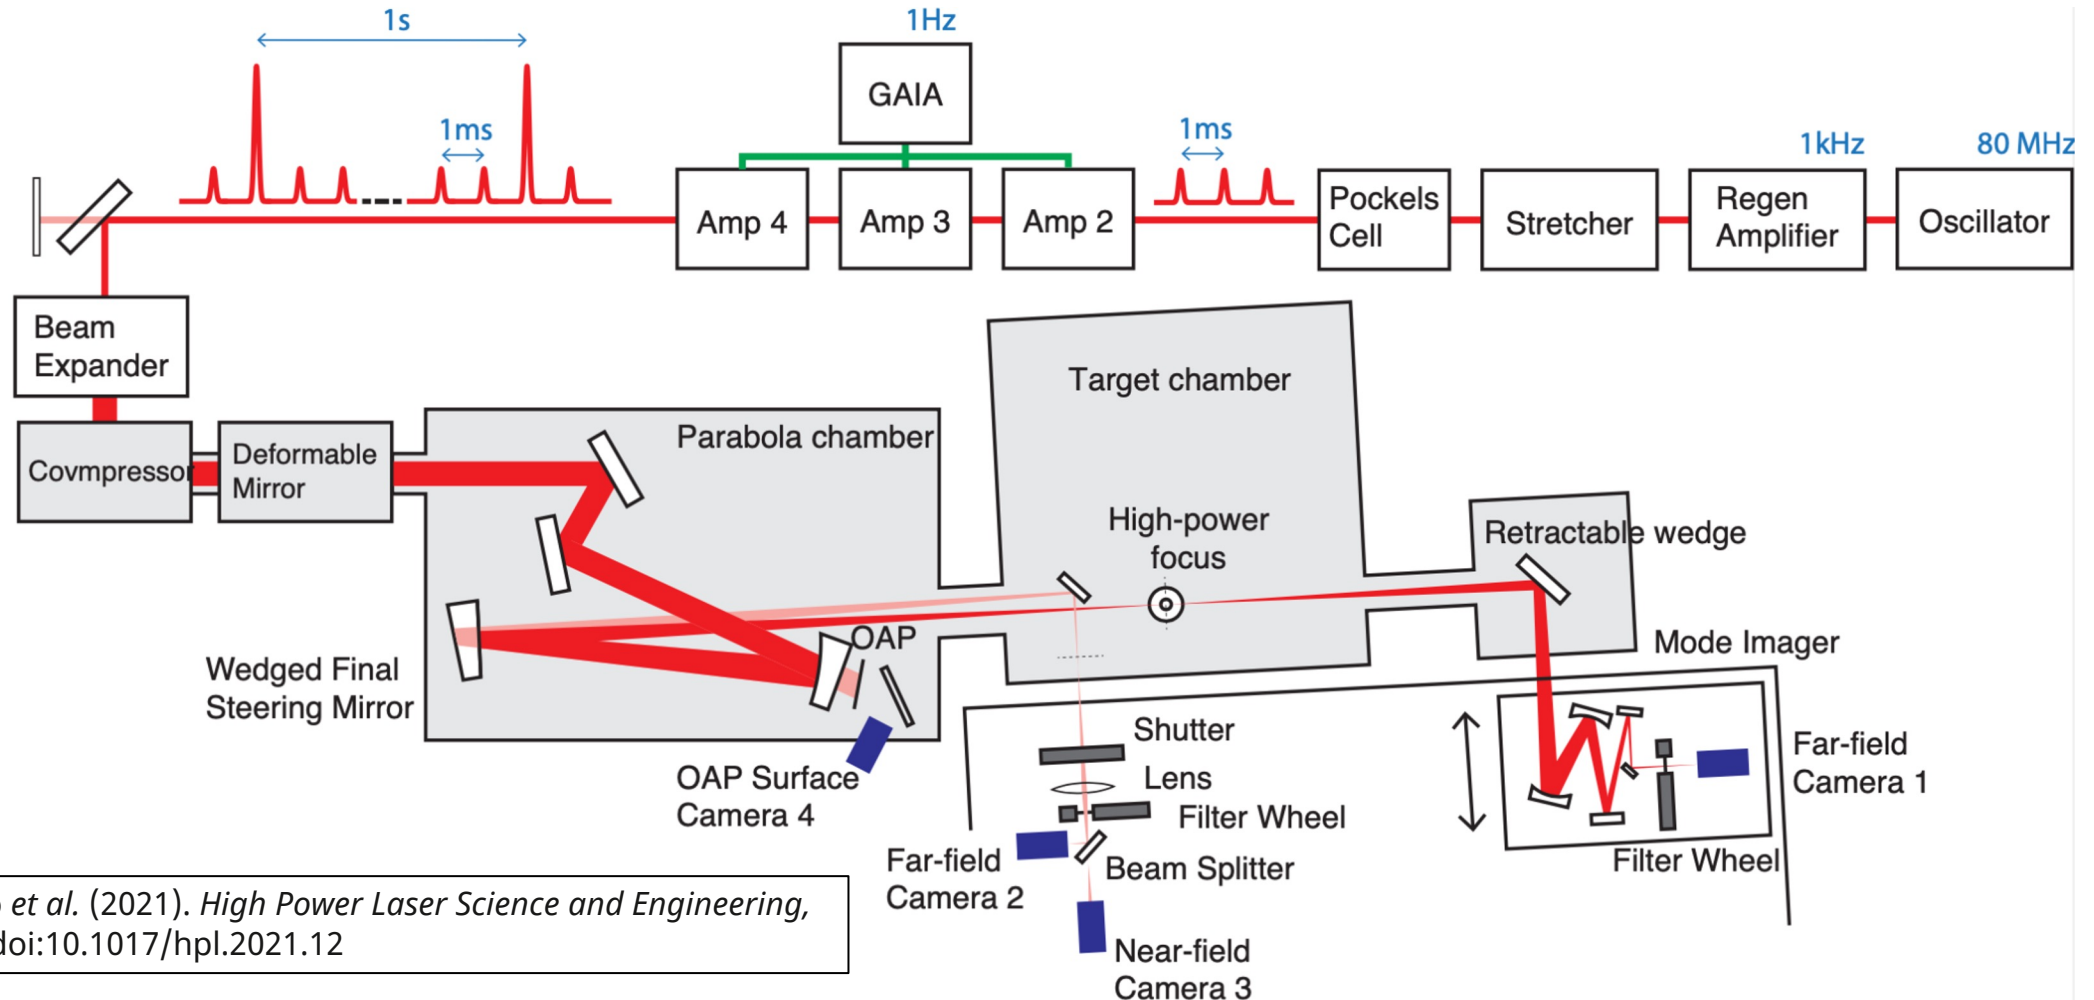 1s
1Hz
GAIA
1ms
1ms
1kHz
80 MHz
Amp 4
Amp 3
Amp 2
Pockels
Cell
Stretcher
Regen
Amplifier
Oscillator
Beam
Expander
Covmpressor
Deformable
Mirror
Parabola chamber
Target chamber
High-power
focus
Retractable wedge
OAP
Wedged Final
Steering Mirror
Mode Imager
OAP Surface
Camera 4
Shutter
Lens
Filter Wheel
Far-field
Camera 2
Beam Splitter
Near-field
Camera 3
Far-field
Camera 1
Filter Wheel
et al. (2021). High Power Laser Science and Engineering,
doi:10.1017/hpl.2021.12